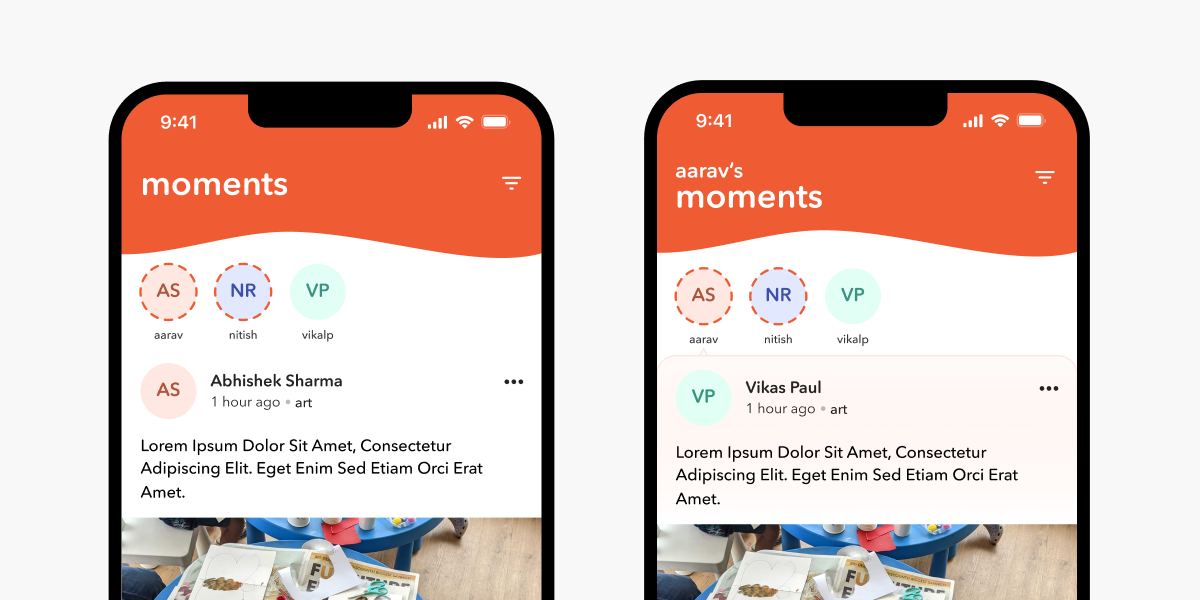 9:41
moments
AS
NR
VP
aarav
nitish
vikalp
AS
Abhishek Sharma
1 hour ago • art
Lorem Ipsum Dolor Sit Amet, Consectetur
Adipiscing Elit. Eget Enim Sed Etiam Orci Erat
Amet.
FU
E
9:41
aarav’s
moments
AS
NR
VP
aarav
nitish
vikalp
VP
Vikas Paul
1 hour ago • art
Lorem Ipsum Dolor Sit Amet, Consectetur
Adipiscing Elit. Eget Enim Sed Etiam Orci Erat
Amet.
FU
E